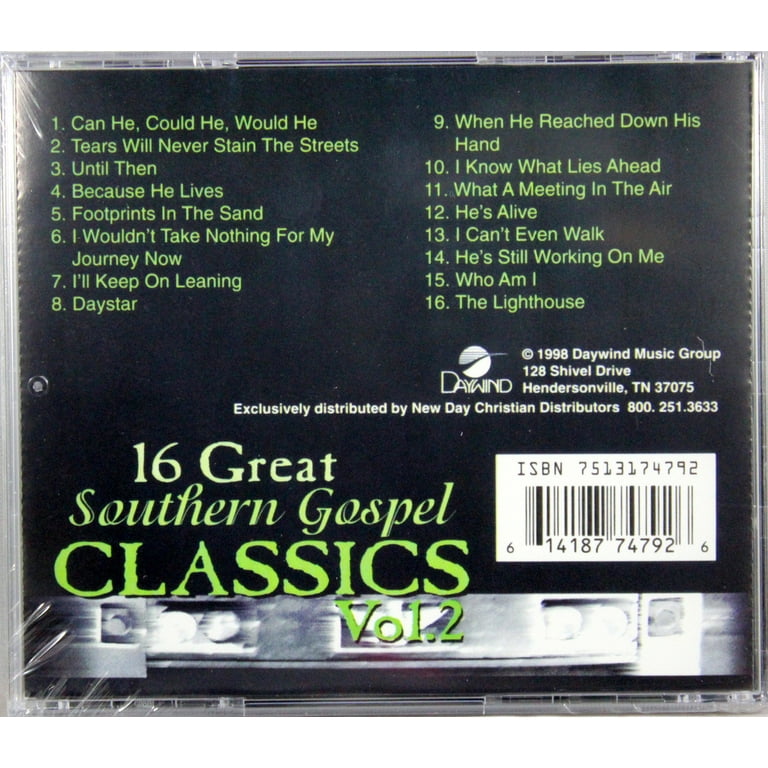 1. Can He, Could He, Would He
2. Tears Will Never Stain The Streets
3. Until Then
4. Because He Lives
5. Footprints In The Sand
6. I Wouldn't Take Nothing For My
Journey Now
7. I'll Keep On Leaning
8. Daystar
9. When He Reached Down His
Hand
10. I Know What Lies Ahead
11. What A Meeting In The Air
12. He's Alive
13. I Can't Even Walk
14. He's Still Working On Me
15. Who Am I
16. The Lighthouse
DAYWIND
© 1998 Daywind Music Group
128 Shivel Drive
Hendersonville, TN 37075
Exclusively distributed by New Day Christian Distributors 800. 251.3633
16 Great
Southern Gospel
CLASSICS
Vol.2
ISBN 7513174792
6 14187 74792 6